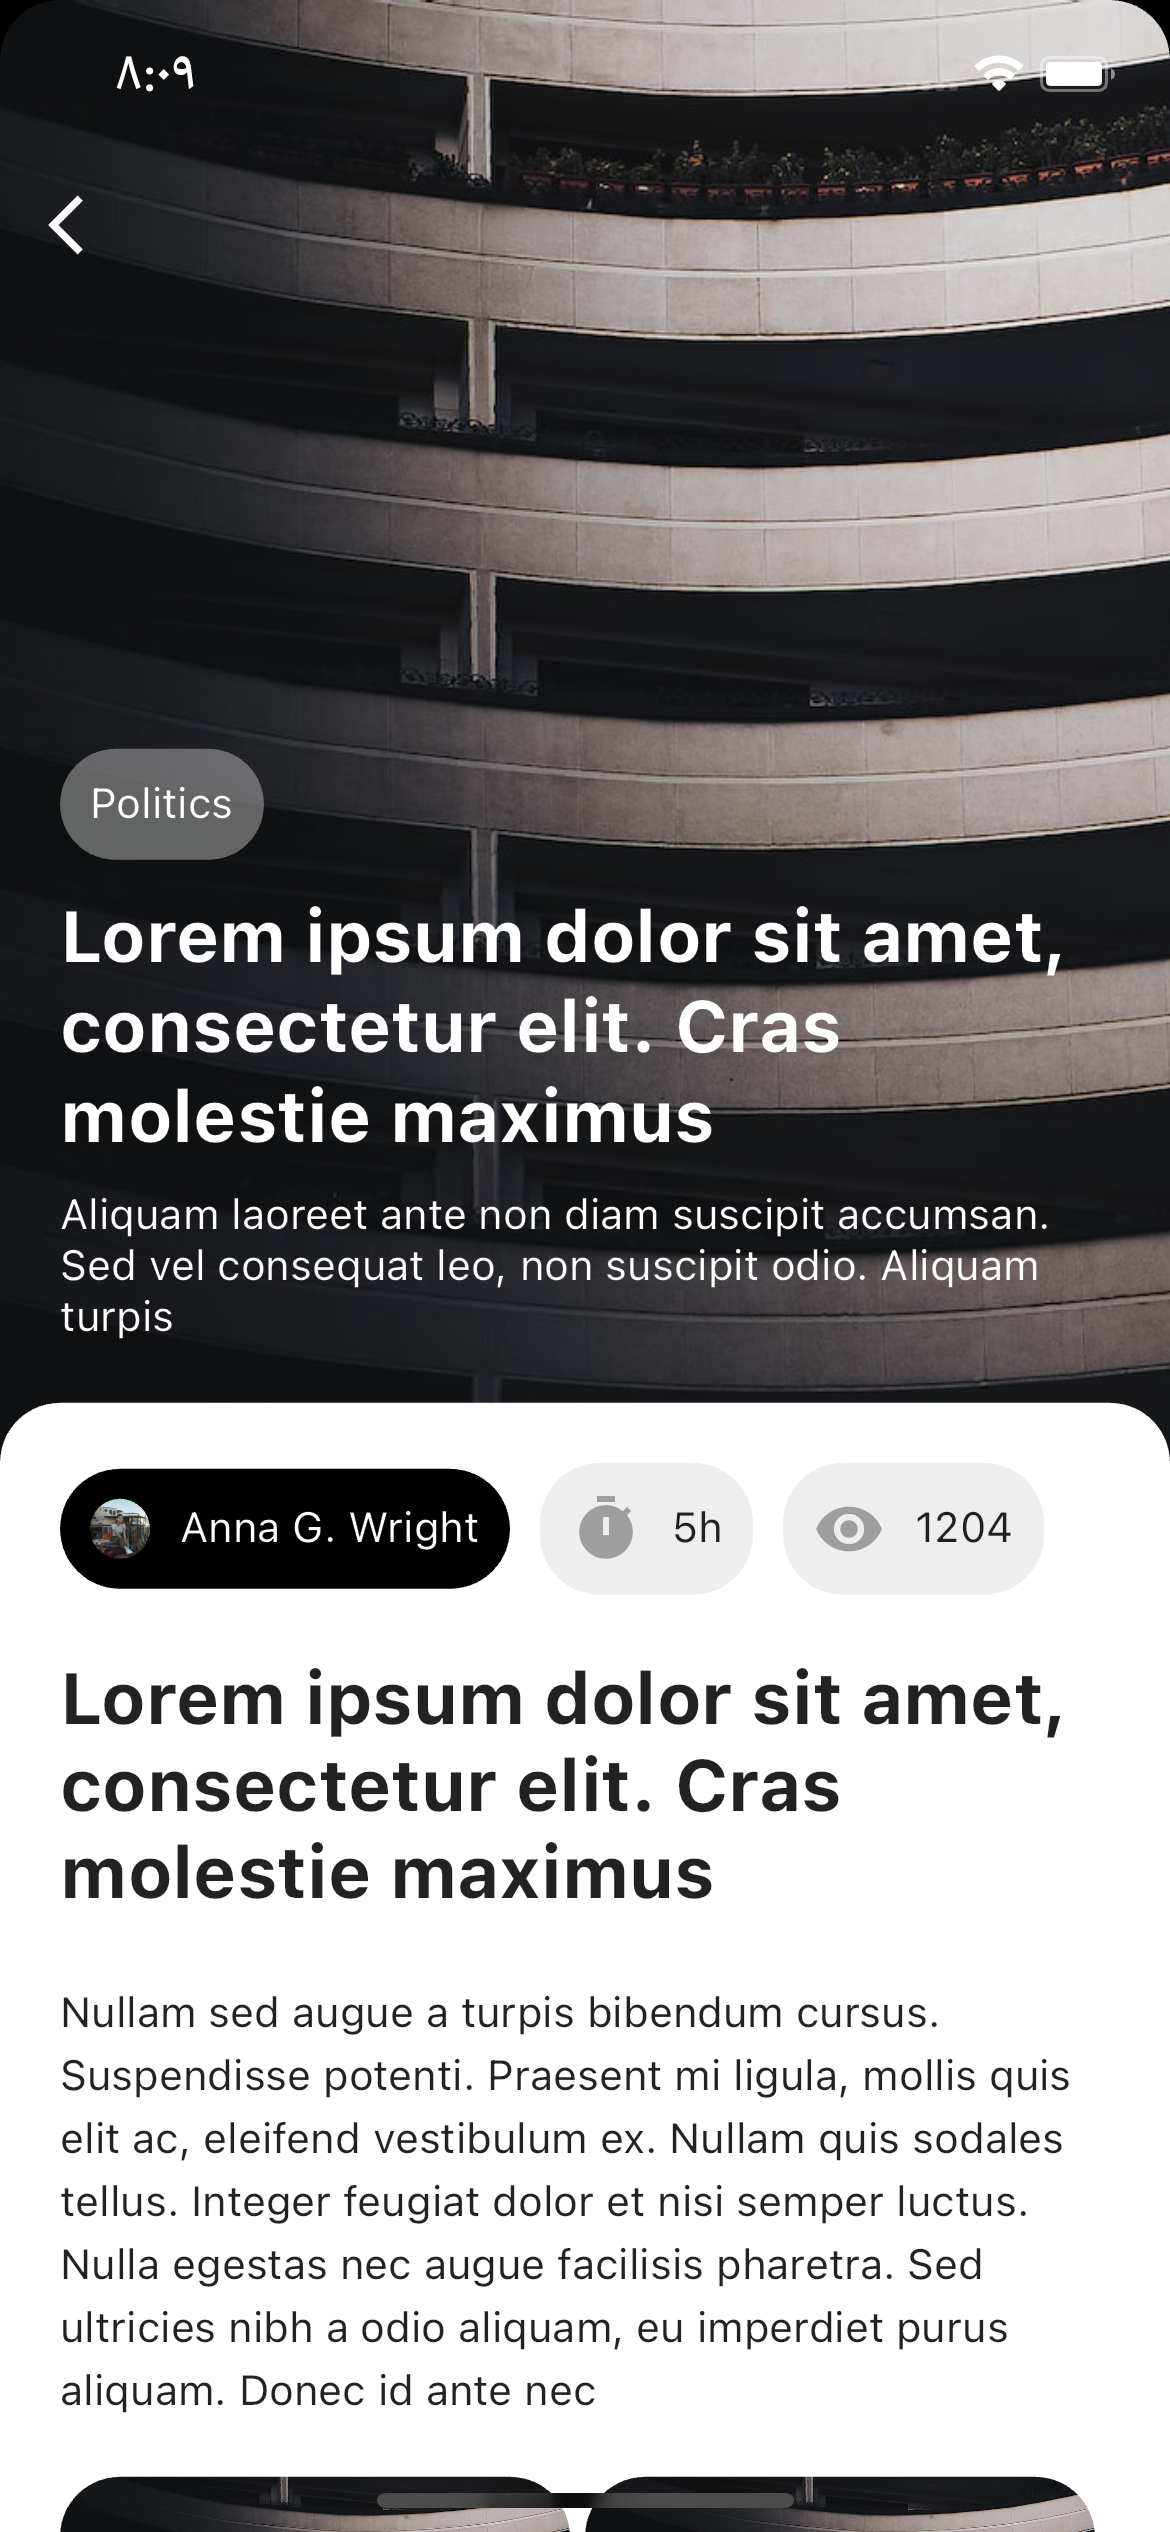 ٨:٠٩
Politics
Lorem ipsum dolor sit amet,
consectetur elit. Cras
molestie maximus
Aliquam laoreet ante non diam suscipit accumsan.
Sed vel consequat leo, non suscipit odio. Aliquam
turpis
Anna G. Wright 5h 1204
Lorem ipsum dolor sit amet,
consectetur elit. Cras
molestie maximus
Nullam sed augue a turpis bibendum cursus.
Suspendisse potenti. Praesent mi ligula, mollis quis
elit ac, eleifend vestibulum ex. Nullam quis sodales
tellus. Integer feugiat dolor et nisi semper luctus.
Nulla egestas nec augue facilisis pharetra. Sed
ultricies nibh a odio aliquam, eu imperdiet purus
aliquam. Donec id ante nec